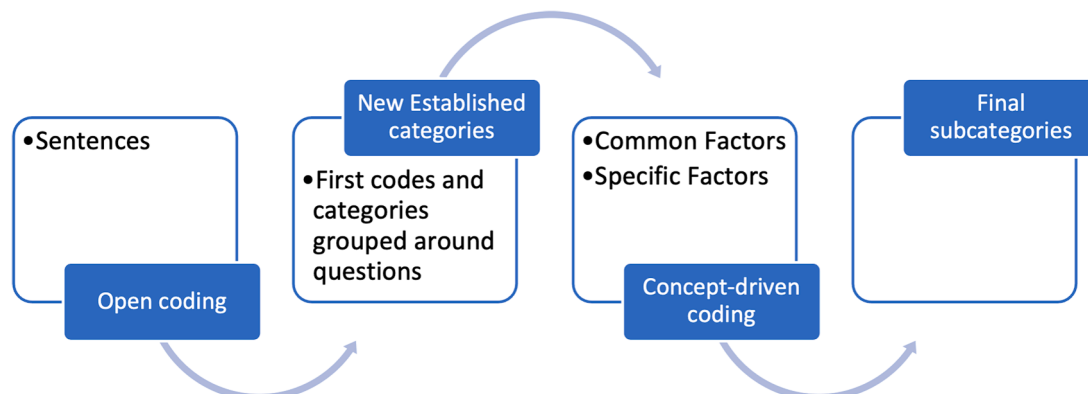 •Sentences
Open coding
New Established
categories
•First codes and
categories
grouped around
questions
•Common Factors
•Specific Factors
Concept-driven
coding
Final
subcategories